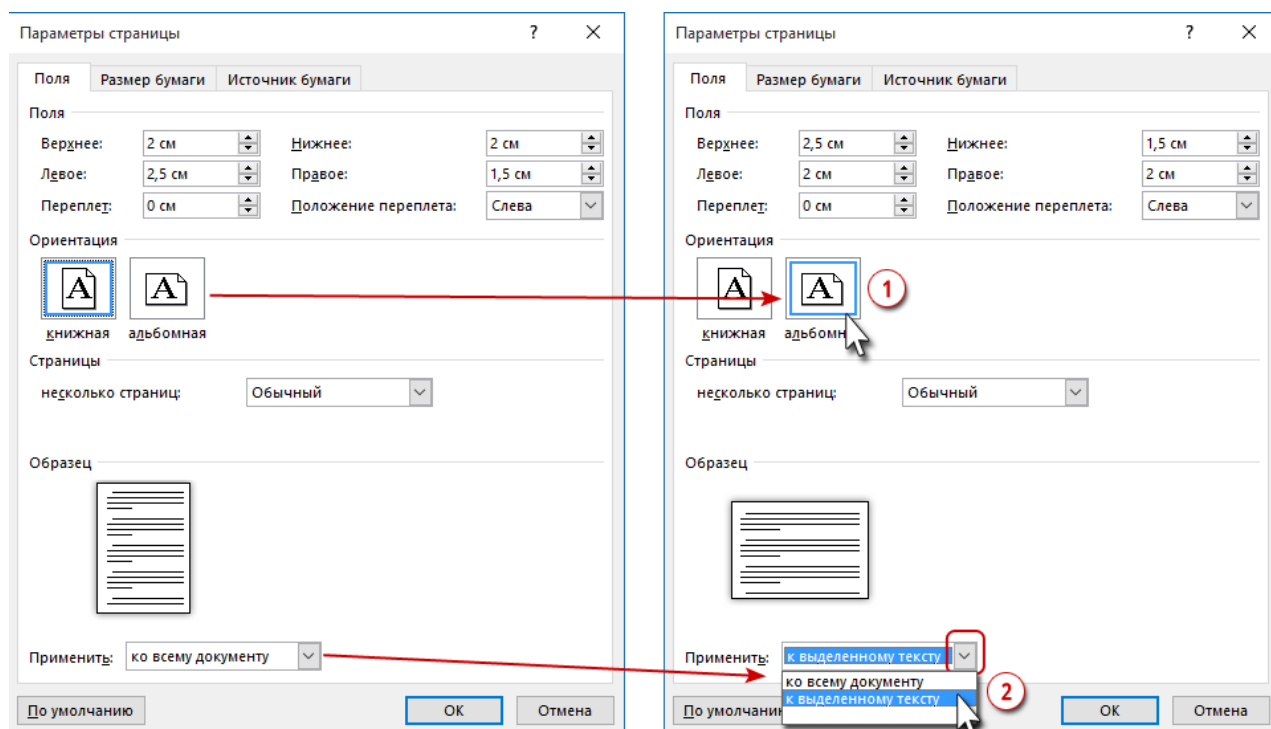 Параметры страницы ? ×
Поля Размер бумаги Источник бумаги
Поля
Верхнее: 2 см Нижнее: 2 см
Левое: 2,5 см Правое: 1,5 см
Переплет: 0 см Положение переплета: Слева
Ориентация
A A
книжная альбомная
Страницы
несколько страниц: Обычный
Образец
Применить: ко всему документу
По умолчанию ОК Отмена
Параметры страницы ? ×
Поля Размер бумаги Источник бумаги
Поля
Верхнее: 2,5 см Нижнее: 1,5 см
Левое: 2 см Правое: 2 см
Переплет: 0 см Положение переплета: Слева
Ориентация
A A 1
книжная альбомн
Страницы
несколько страниц: Обычный
Образец
Применить: к выделенному тексту
ко всему документу
к выделенному тексту 2
По умолчани ОК Отмена